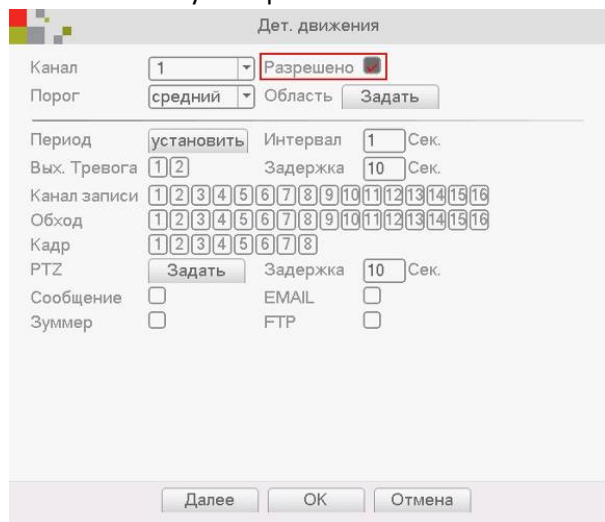 Дет. движения
Канал 1 Разрешено
Порог средний Область Задать
Период установить Интервал 1 Сек.
Вых. Тревога 1 2 Задержка 10 Сек.
Канал записи 1 2 3 4 5 6 7 8 9 10 11 12 13 14 15 16
Обход 1 2 3 4 5 6 7 8 9 10 11 12 13 14 15 16
Кадр 1 2 3 4 5 6 7 8
PTZ Задать Задержка 10 Сек.
Сообщение EMAIL
Зуммер FTP
Далее OK Отмена